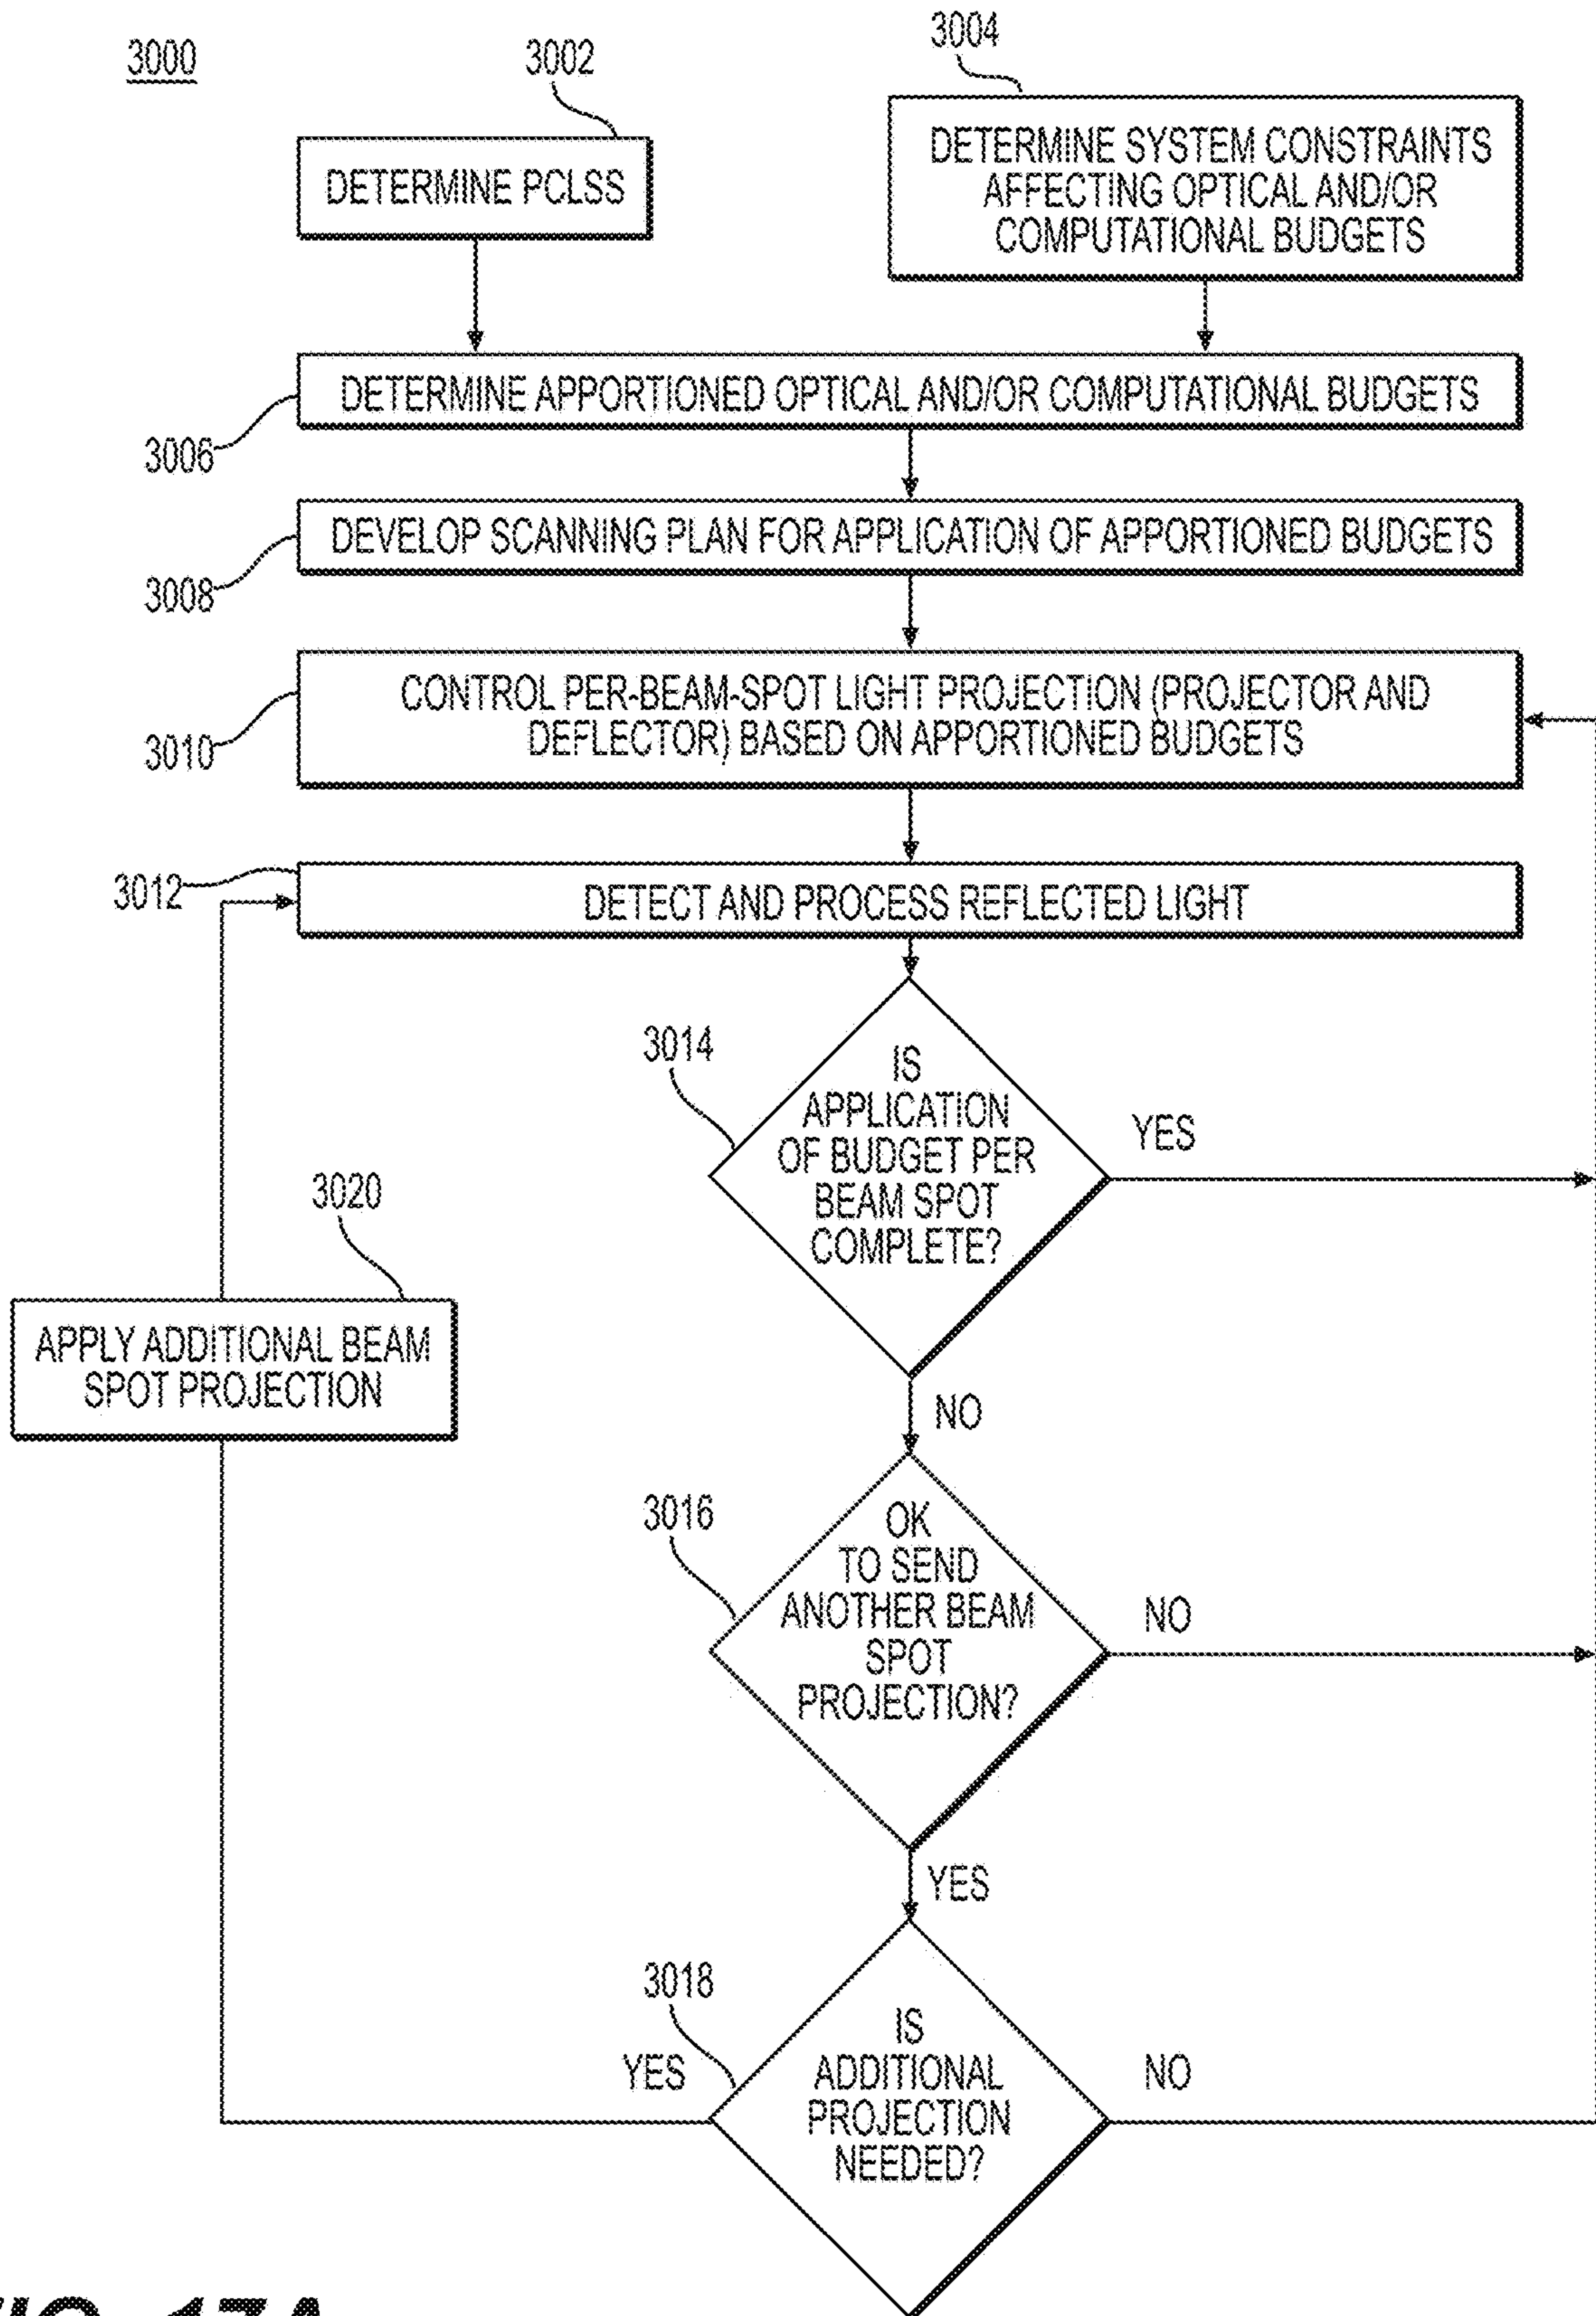 3000
3002
3004
DETERMINE PCLSS
DETERMINE SYSTEM CONSTRAINTS
AFFECTING OPTICAL AND/OR
COMPUTATIONAL BUDGETS
DETERMINE APPORTIONED OPTICAL AND/OR COMPUTATIONAL BUDGETS
3006
DEVELOP SCANNING PLAN FOR APPLICATION OF APPORTIONED BUDGETS
3008
CONTROL PER-BEAM-SPOT LIGHT PROJECTION (PROJECTOR AND
DEFLECTOR) BASED ON APPORTIONED BUDGETS
3010
3012
DETECT AND PROCESS REFLECTED LIGHT
3014
IS
APPLICATION
OF BUDGET PER
BEAM SPOT
COMPLETE?
YES
3020
APPLY ADDITIONAL BEAM
SPOT PROJECTION
NO
3016
OK
TO SEND
ANOTHER BEAM
SPOT
PROJECTION?
NO
YES
3018
IS
ADDITIONAL
PROJECTION
NEEDED?
YES
NO